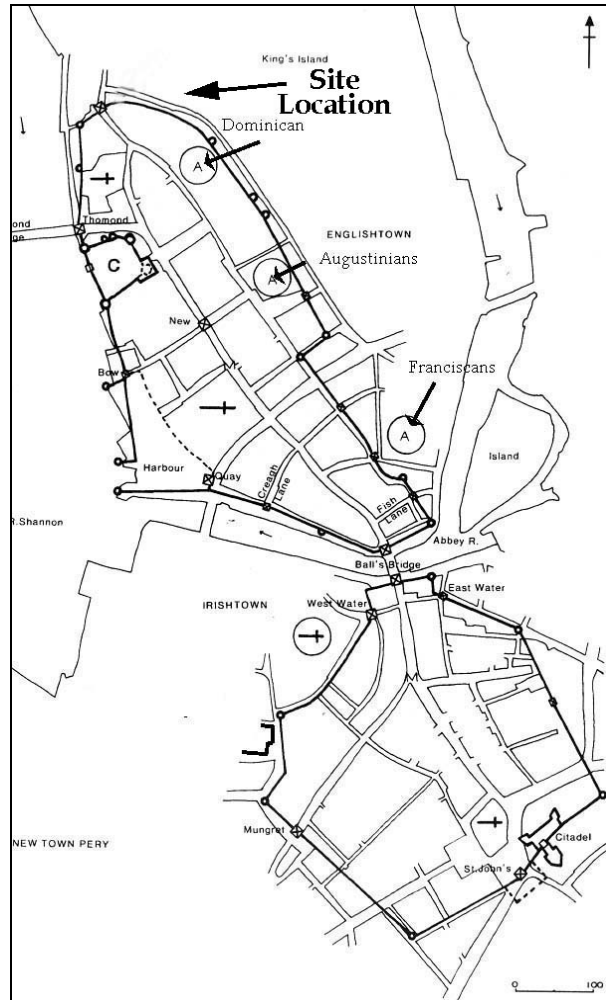 King's Island
Site
Location
Dominican
A
Thomond
ond
ge
C
ENGLISHTOWN
Augustinians
A
New
M
Bow
Franciscans
A
Island
Harbour
Quay
Creagh
Lane
Fish
Lane
R.Shannon
Abbey R.
Ball's Bridge
East Water
IRISHTOWN
West Water
M
Mungret
NEW TOWN PERY
Citadel
St.John's
0
100